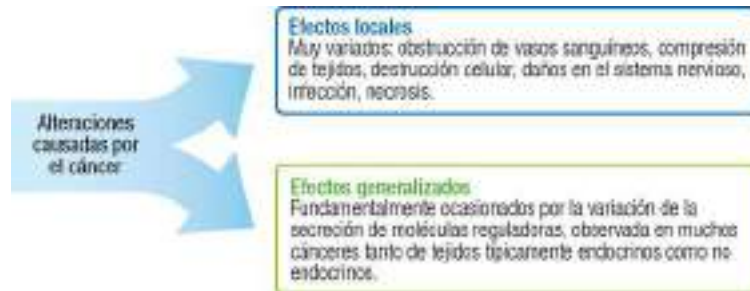 Alteraciones
causadas por
el cáncer
Efectos locales
Muy variados: obstrucción de vasos sanguíneos, compresión
de tejidos, destrucción celular, daños en el sistema nervioso,
infección, necrosis.
Efectos generalizados
Fundamentalmente ocasionados por la variación de la
secreción de moléculas reguladoras, observada en muchos
cánceres tanto de tejidos típicamente endocrinos como no
endocrinos.